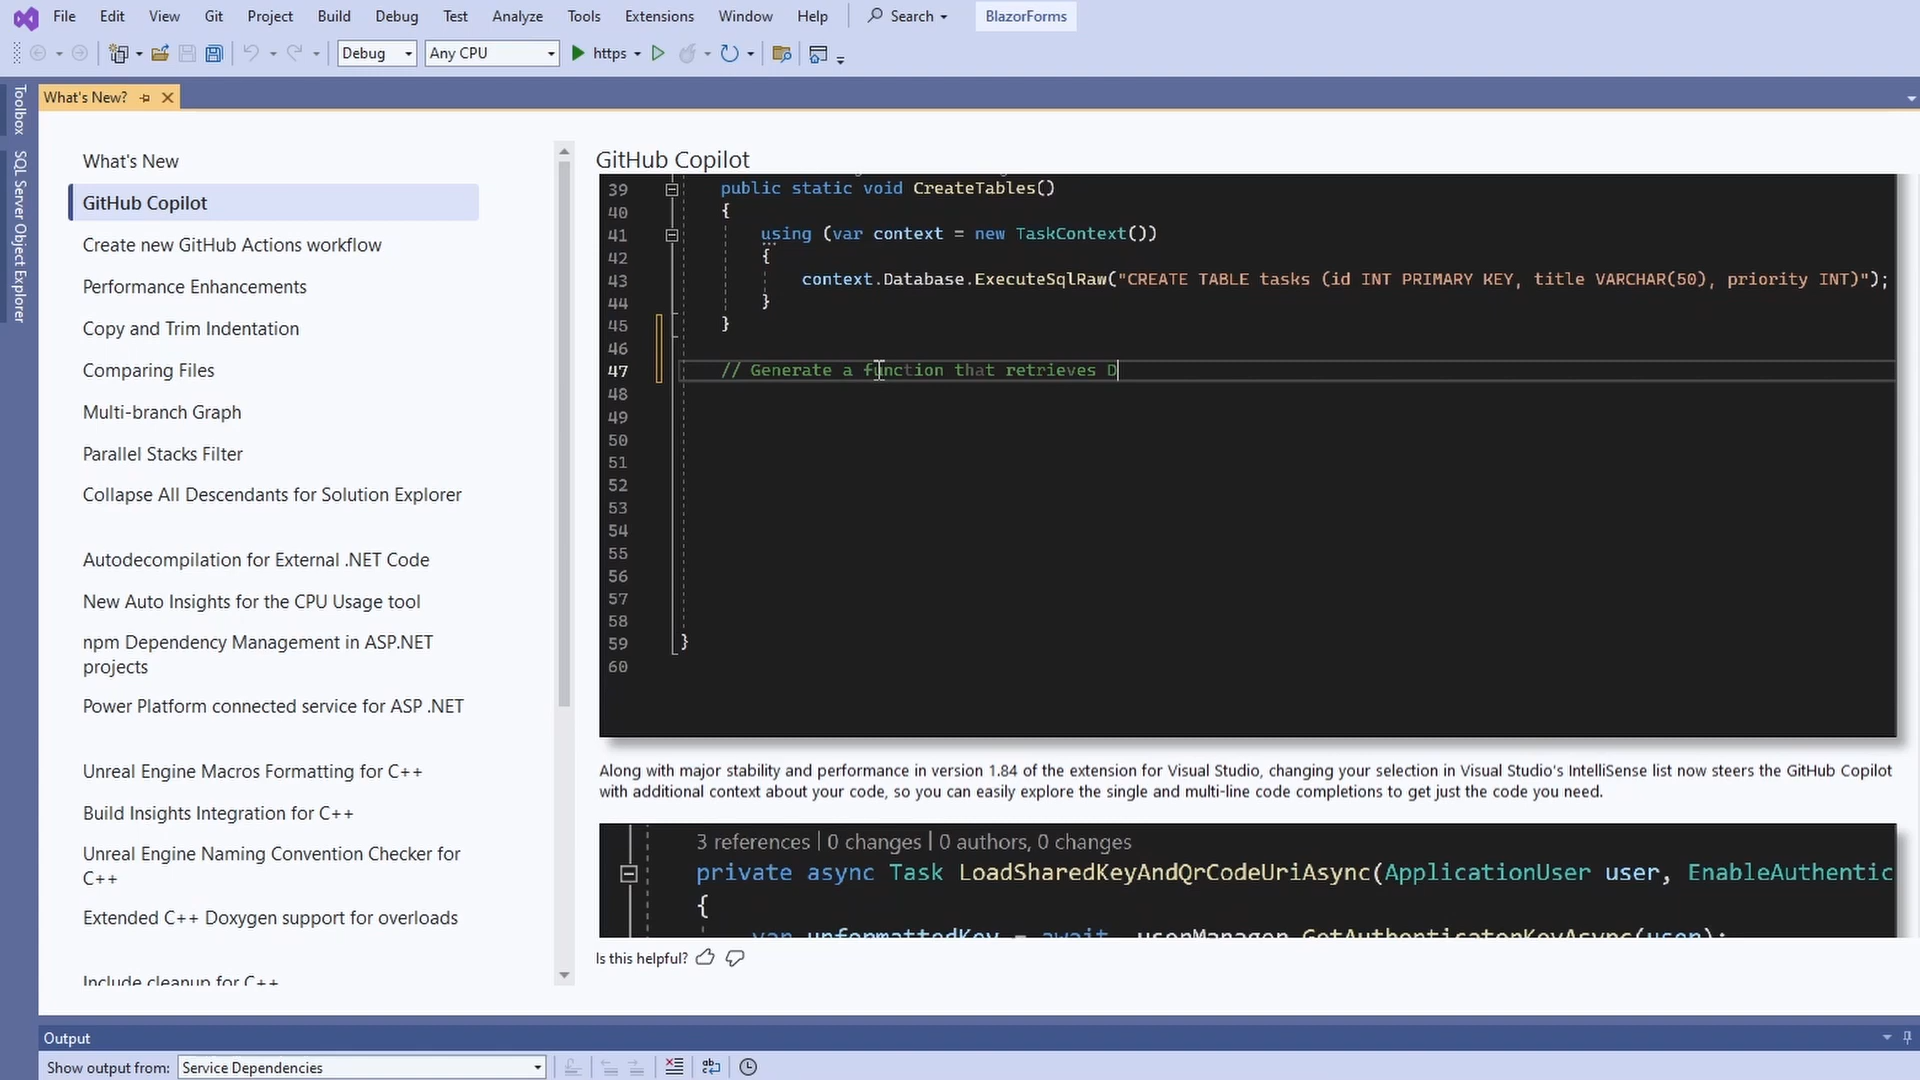 File Edit View Git Project Build Debug Test Analyze Tools Extensions Window Help Search BlazorForms
Debug Any CPU https
Toolbox
SQL Server Object Explorer
What's New?
What's New
GitHub Copilot
Create new GitHub Actions workflow
Performance Enhancements
Copy and Trim Indentation
Comparing Files
Multi-branch Graph
Parallel Stacks Filter
Collapse All Descendants for Solution Explorer
Autodecompilation for External .NET Code
New Auto Insights for the CPU Usage tool
npm Dependency Management in ASP.NET
projects
Power Platform connected service for ASP .NET
Unreal Engine Macros Formatting for C++
Build Insights Integration for C++
Unreal Engine Naming Convention Checker for
C++
Extended C++ Doxygen support for overloads
Include cleanup for C++
GitHub Copilot
39 public static void CreateTables()
40 {
41 using (var context = new TaskContext())
42 {
43 context.Database.ExecuteSqlRaw("CREATE TABLE tasks (id INT PRIMARY KEY, title VARCHAR(50), priority INT)");
44 }
45 }
46
47 // Generate a function that retrieves D
48
49
50
51
52
53
54
55
56
57
58
59 }
60
Along with major stability and performance in version 1.84 of the extension for Visual Studio, changing your selection in Visual Studio's IntelliSense list now steers the GitHub Copilot
with additional context about your code, so you can easily explore the single and multi-line code completions to get just the code you need.
3 references | 0 changes | 0 authors, 0 changes
private async Task LoadSharedKeyAndQrCodeUriAsync(ApplicationUser user, EnableAuthentic
{
var unformattedKey = await _userManager.GetAuthenticatorKeyAsync(user);
Is this helpful?
Output
Show output from: Service Dependencies